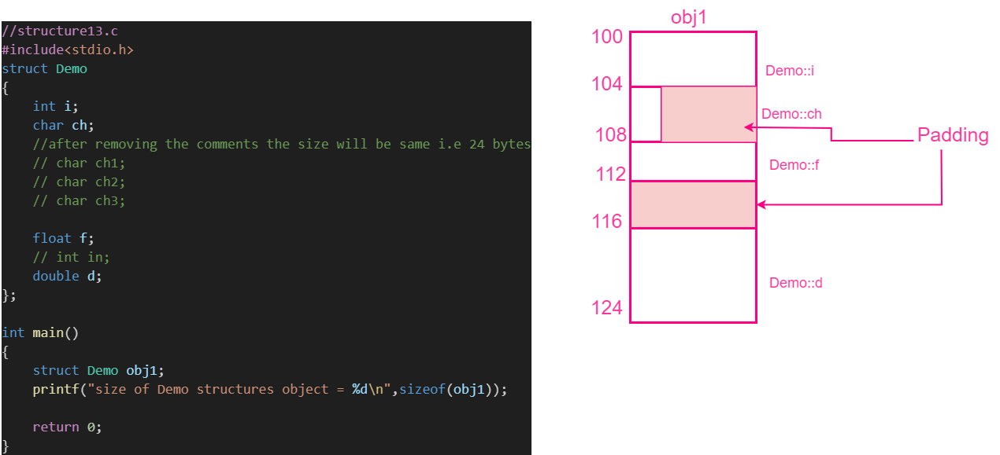 //structure13.c
#include<stdio.h>
struct Demo
{
    int i;
    char ch;
    //after removing the comments the size will be same i.e 24 bytes
    // char ch1;
    // char ch2;
    // char ch3;

    float f;
    // int in;
    double d;
};

int main()
{
    struct Demo obj1;
    printf("size of Demo structures object = %d\n",sizeof(obj1));

    return 0;
}
obj1
100
Demo::i
104
Demo::ch
108
Padding
Demo::f
112
116
Demo::d
124